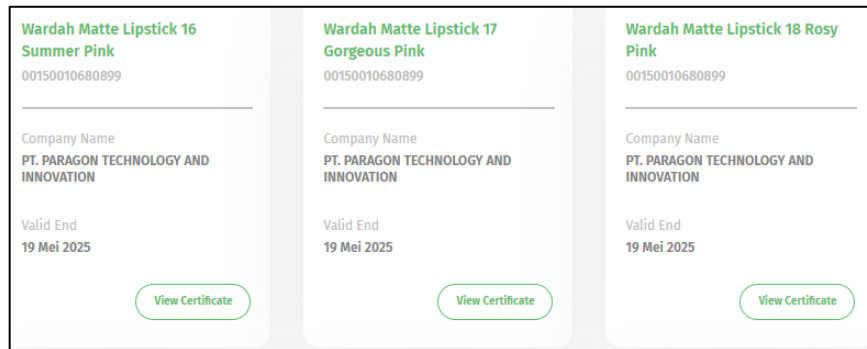 Wardah Matte Lipstick 16
Summer Pink
00150010680899
Company Name
PT. PARAGON TECHNOLOGY AND
INNOVATION
Valid End
19 Mei 2025
View Certificate
Wardah Matte Lipstick 17
Gorgeous Pink
00150010680899
Company Name
PT. PARAGON TECHNOLOGY AND
INNOVATION
Valid End
19 Mei 2025
View Certificate
Wardah Matte Lipstick 18 Rosy
Pink
00150010680899
Company Name
PT. PARAGON TECHNOLOGY AND
INNOVATION
Valid End
19 Mei 2025
View Certificate